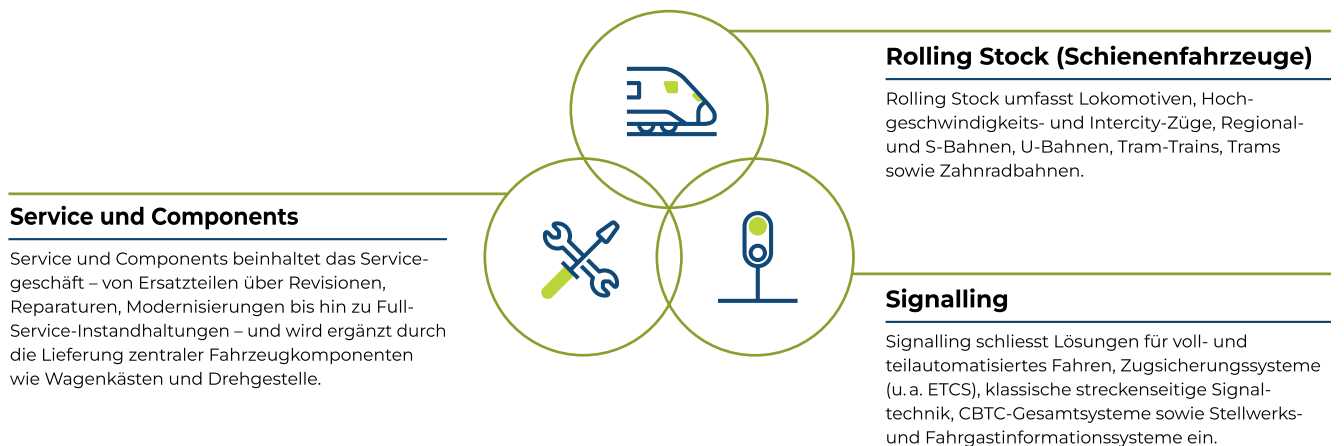 Rolling Stock (Schienenfahrzeuge)
Rolling Stock umfasst Lokomotiven, Hoch-
geschwindigkeits- und Intercity-Züge, Regional-
und S-Bahnen, U-Bahnen, Tram-Trains, Trams
sowie Zahnradbahnen.
Service und Components
Service und Components beinhaltet das Service-
geschäft – von Ersatzteilen über Revisionen,
Reparaturen, Modernisierungen bis hin zu Full-
Service-Instandhaltungen – und wird ergänzt durch
die Lieferung zentraler Fahrzeugkomponenten
wie Wagenkästen und Drehgestelle.
Signalling
Signalling schliesst Lösungen für voll- und
teilautomatisiertes Fahren, Zugsicherungssysteme
(u. a. ETCS), klassische streckenseitige Signal-
technik, CBTC-Gesamtsysteme sowie Stellwerks-
und Fahrgastinformationssysteme ein.